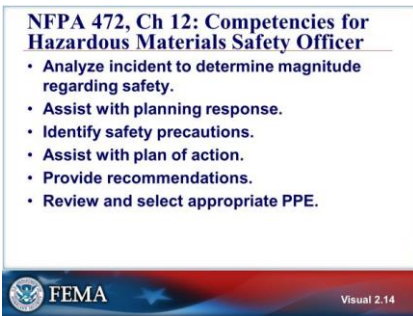 NFPA 472, Ch 12: Competencies for
Hazardous Materials Safety Officer
• Analyze incident to determine magnitude
regarding safety.
• Assist with planning response.
• Identify safety precautions.
• Assist with plan of action.
• Provide recommendations.
• Review and select appropriate PPE.
FEMA
Visual 2.14